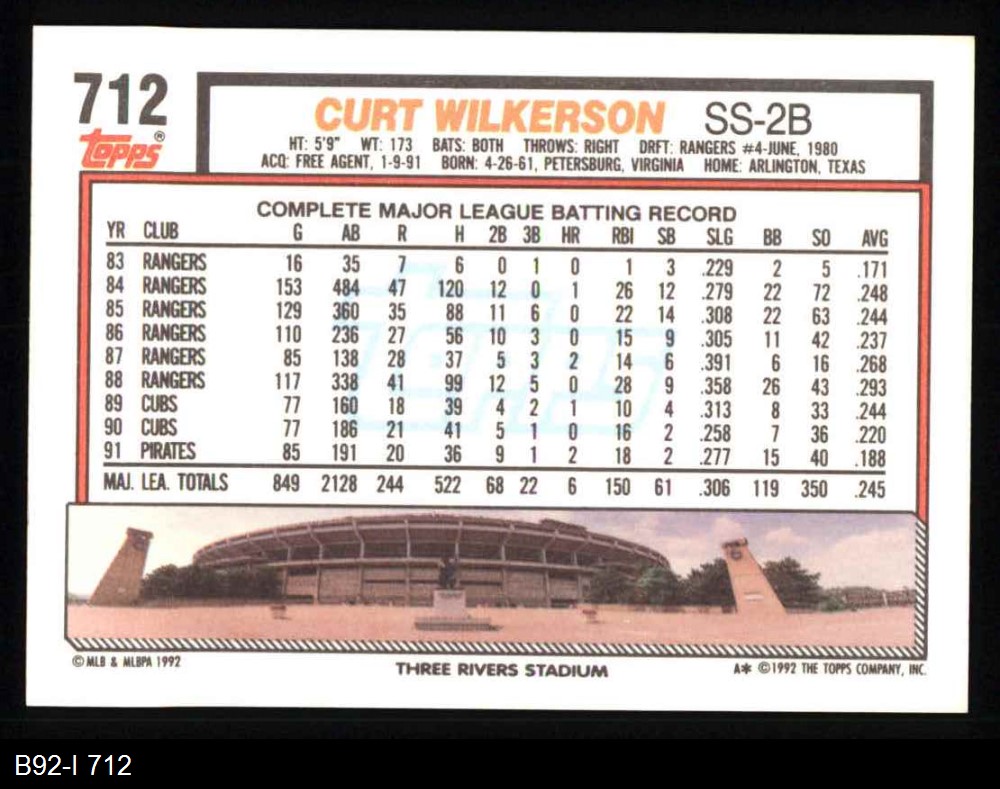 712
topps®
CURT WILKERSON SS-2B
HT: 5'9" WT: 173 BATS: BOTH THROWS: RIGHT DRFT: RANGERS #4-JUNE, 1980
ACQ: FREE AGENT, 1-9-91 BORN: 4-26-61, PETERSBURG, VIRGINIA HOME: ARLINGTON, TEXAS
COMPLETE MAJOR LEAGUE BATTING RECORD
YR CLUB G AB R H 2B 3B HR RBI SB SLG BB SO AVG
83 RANGERS 16 35 7 6 0 1 0 1 3 .229 2 5 .171
84 RANGERS 153 484 47 120 12 0 1 26 12 .279 22 72 .248
85 RANGERS 129 360 35 88 11 6 0 22 14 .308 22 63 .244
86 RANGERS 110 236 27 56 10 3 0 15 9 .305 11 42 .237
87 RANGERS 85 138 28 37 5 3 2 14 6 .391 6 16 .268
88 RANGERS 117 338 41 99 12 5 0 28 9 .358 26 43 .293
89 CUBS 77 160 18 39 4 2 1 10 4 .313 8 33 .244
90 CUBS 77 186 21 41 5 1 0 16 2 .258 7 36 .220
91 PIRATES 85 191 20 36 9 1 2 18 2 .277 15 40 .188
MAJ. LEA. TOTALS 849 2128 244 522 68 22 6 150 61 .306 119 350 .245
topps
© MLB & MLBPA 1992
THREE RIVERS STADIUM
A* ©1992 THE TOPPS COMPANY, INC.
B92-I 712